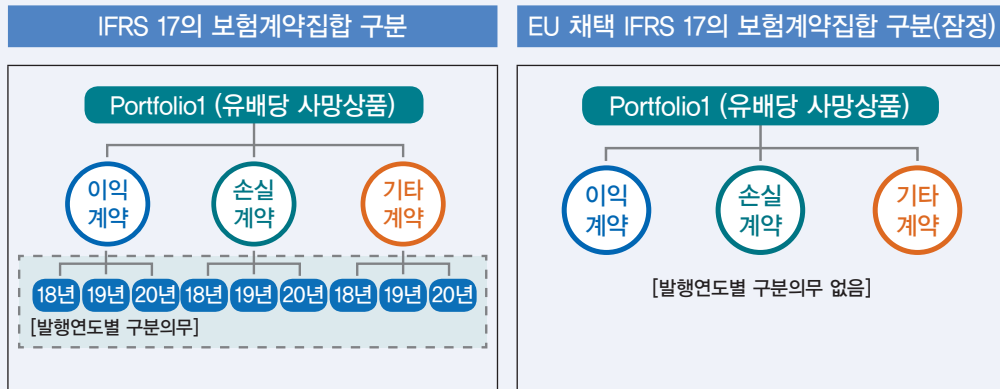 IFRS 17의 보험계약집합 구분
Portfolio1 (유배당 사망상품)
이익
계약
손실
계약
기타
계약
18년 19년 20년 18년 19년 20년 18년 19년 20년
[발행연도별 구분의무]
EU 채택 IFRS 17의 보험계약집합 구분(잠정)
Portfolio1 (유배당 사망상품)
이익
계약
손실
계약
기타
계약
[발행연도별 구분의무 없음]